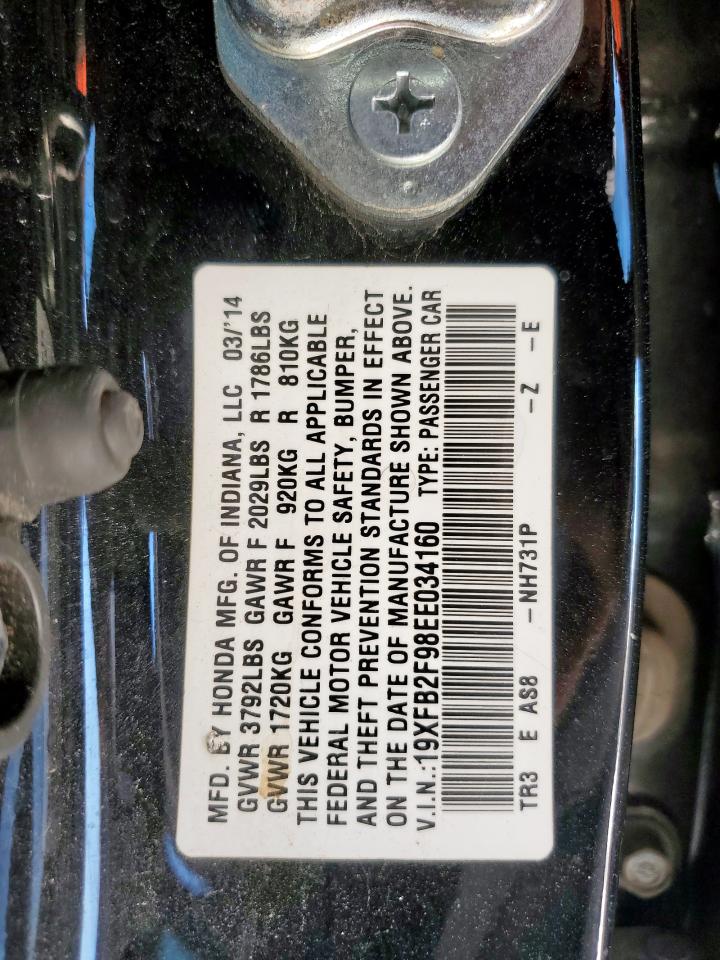 MFD. BY HONDA MFG. OF INDIANA, LLC 03/'14
GVWR 3792LBS GAWR F 2029LBS R 1786LBS
GVWR 1720KG GAWR F 920KG R 810KG
THIS VEHICLE CONFORMS TO ALL APPLICABLE
FEDERAL MOTOR VEHICLE SAFETY, BUMPER,
AND THEFT PREVENTION STANDARDS IN EFFECT
ON THE DATE OF MANUFACTURE SHOWN ABOVE.
V.I.N.:19XFB2F98EE034160 TYPE: PASSENGER CAR
TR3 E AS8 -NH731P -Z -E